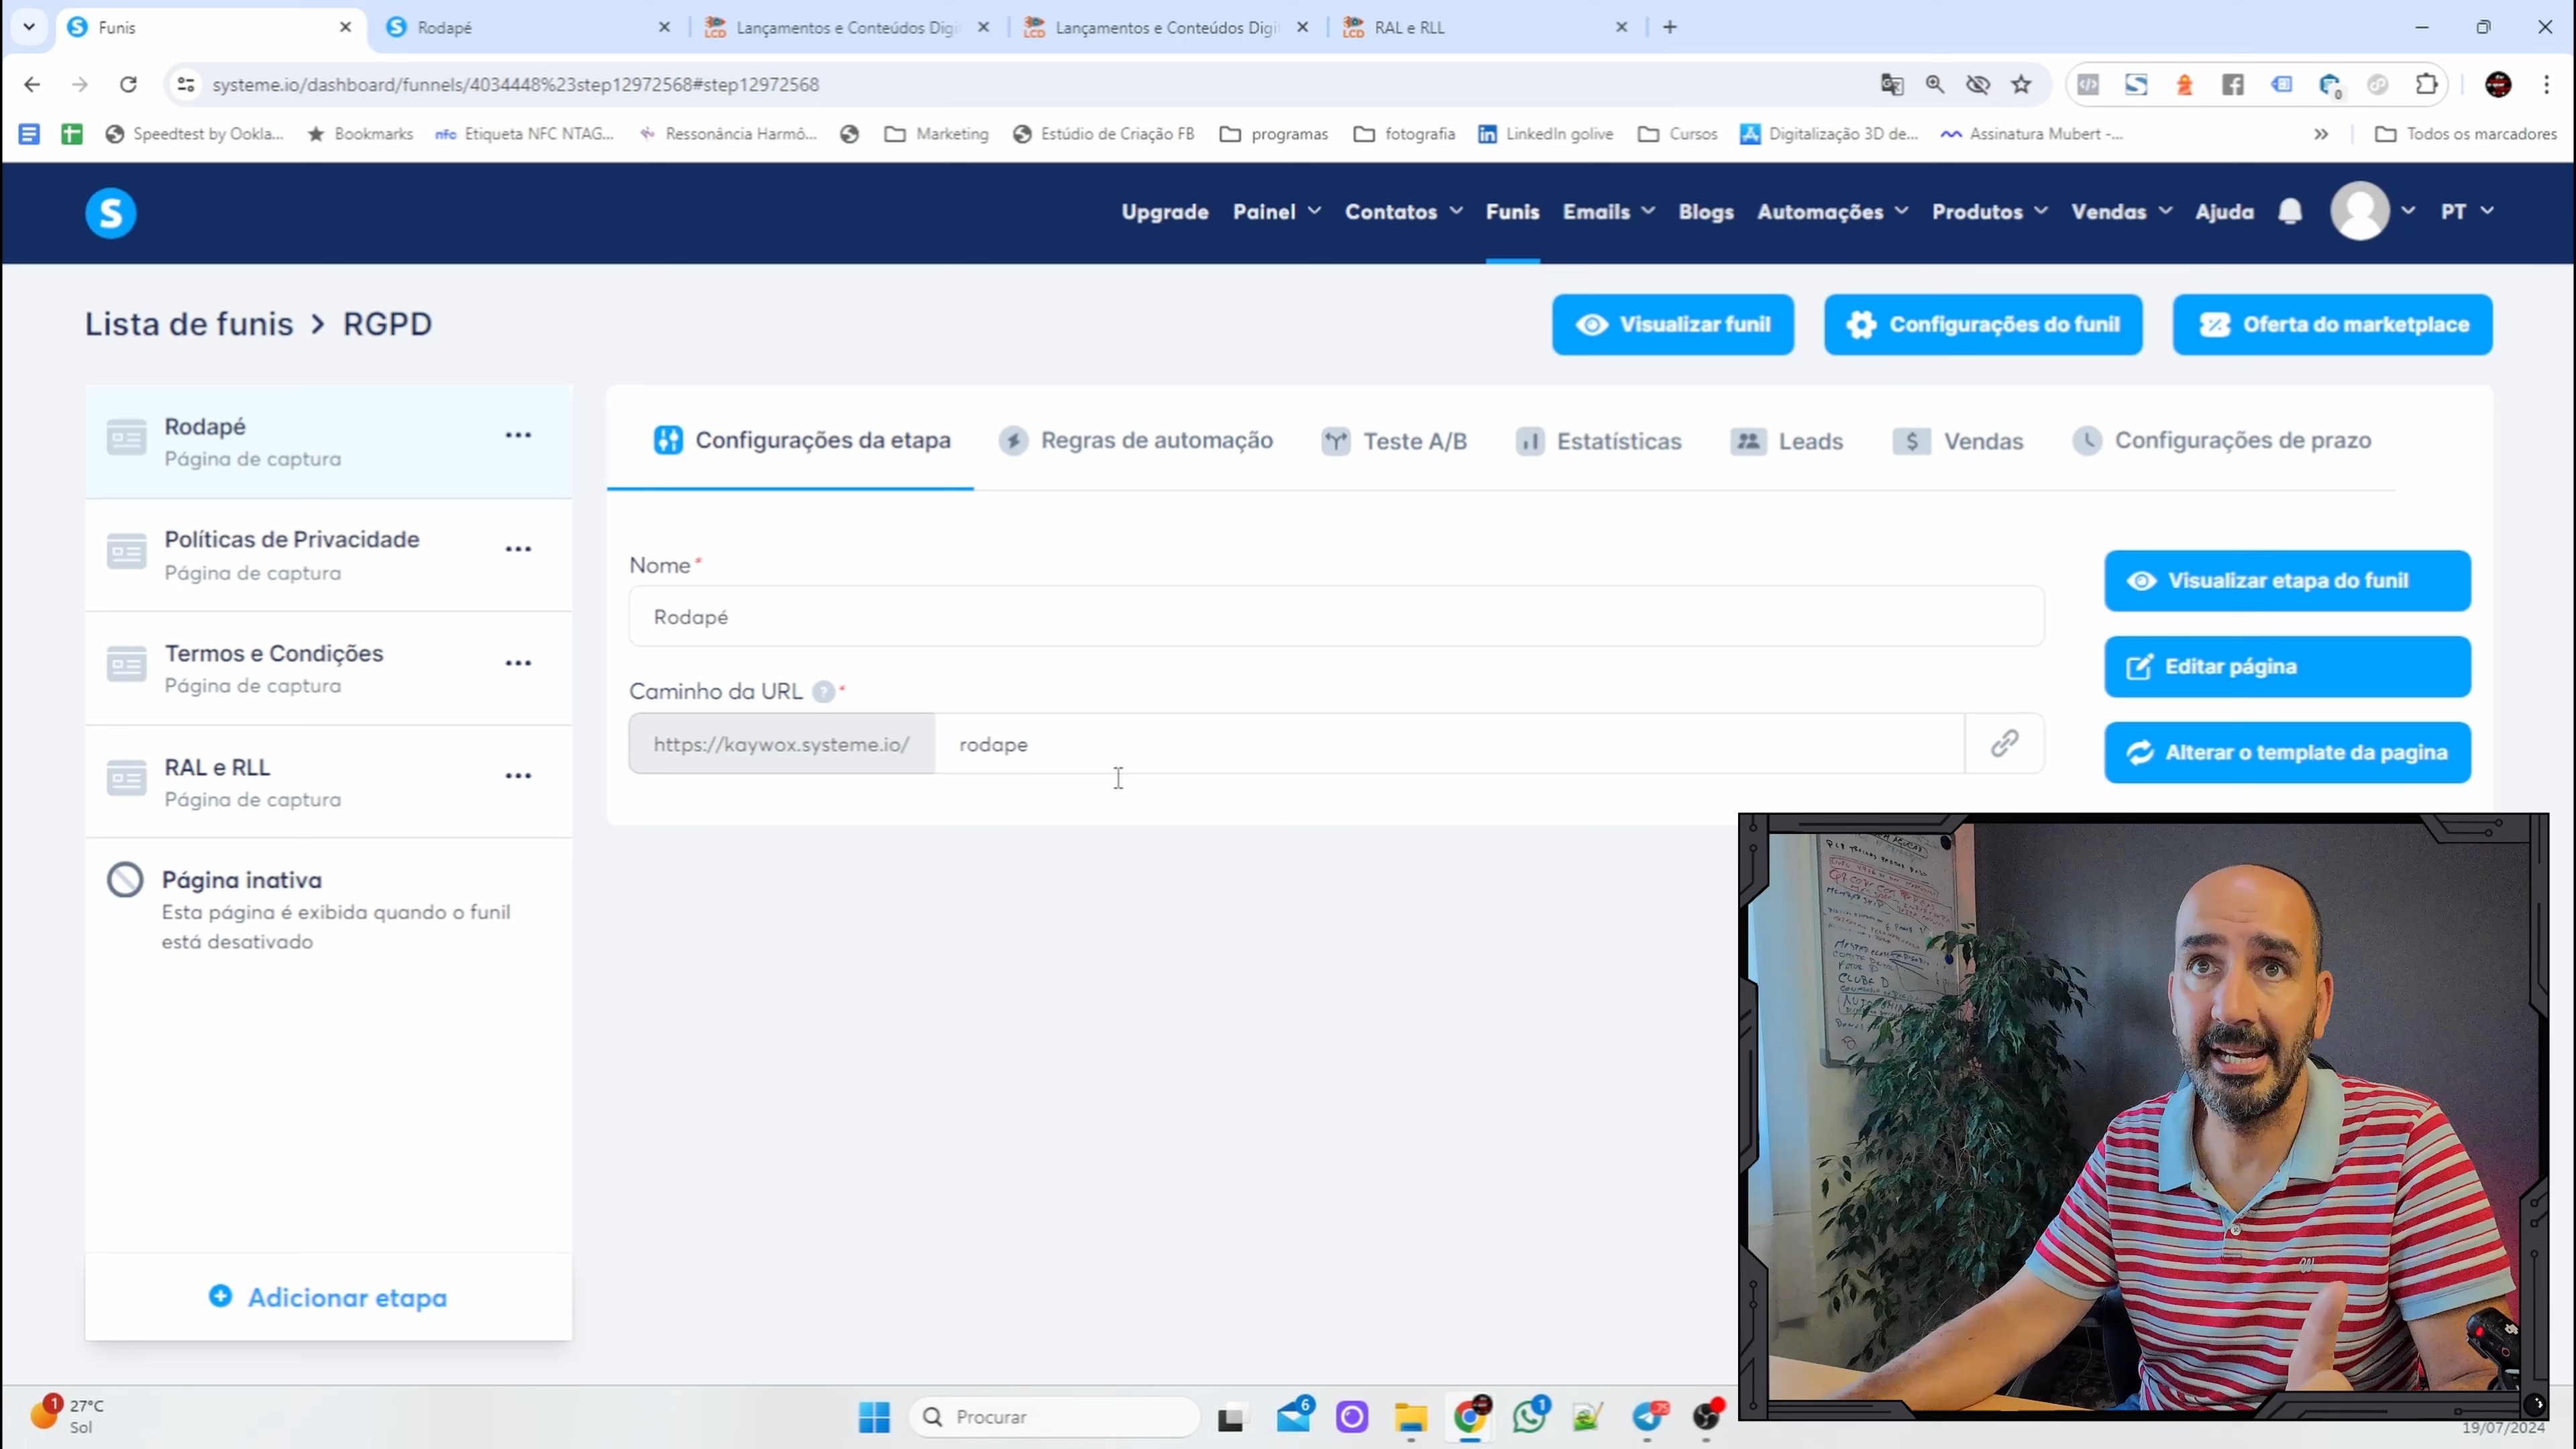 Funis
Rodapé
Lançamentos e Conteúdos Digi
Lançamentos e Conteúdos Digi
RAL e RLL
systeme.io/dashboard/funnels/4034448%23step12972568#step12972568
Speedtest by Ookla...
Bookmarks
nfc
Etiqueta NFC NTAG...
Ressonância Harmô...
Marketing
Estúdio de Criação FB
programas
fotografia
LinkedIn golive
Cursos
Digitalização 3D de...
Assinatura Mubert -...
Todos os marcadores
Upgrade
Painel
Contatos
Funis
Emails
Blogs
Automações
Produtos
Vendas
Ajuda
PT
Lista de funis > RGPD
Visualizar funil
Configurações do funil
Oferta do marketplace
Rodapé
Página de captura
Políticas de Privacidade
Página de captura
Termos e Condições
Página de captura
RAL e RLL
Página de captura
Página inativa
Esta página é exibida quando o funil
está desativado
Adicionar etapa
Configurações da etapa
Regras de automação
Teste A/B
Estatísticas
Leads
Vendas
Configurações de prazo
Nome*
Rodapé
Caminho da URL ? *
https://kaywox.systeme.io/
rodape
Visualizar etapa do funil
Editar página
Alterar o template da pagina
CLUBE D
1
27°C
Sol
Procurar
6
1
19/07/2024